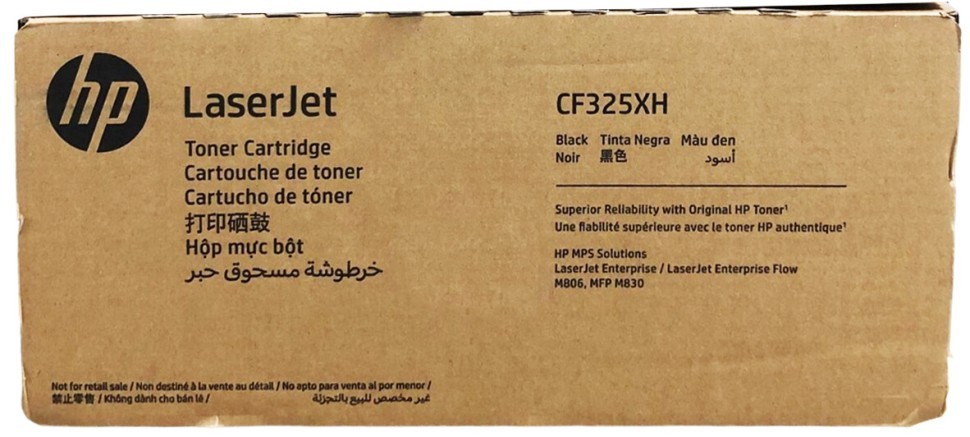 hp
LaserJet
Toner Cartridge
Cartouche de toner
Cartucho de tóner
打印硒鼓
Hộp mực bột
خرطوشة مسحوق حبر
CF325XH
Black Tinta Negra Màu đen
Noir 黑色 أسود
Superior Reliability with Original HP Toner¹
Une fiabilité supérieure avec le toner HP authentique¹
HP MPS Solutions
LaserJet Enterprise / LaserJet Enterprise Flow
M806, MFP M830
Not for retail sale / Non destiné à la vente au détail / No apto para venta al por menor /
禁止零售 / Không dành cho bán lẻ / غير مخصص للبيع بالتجزئة